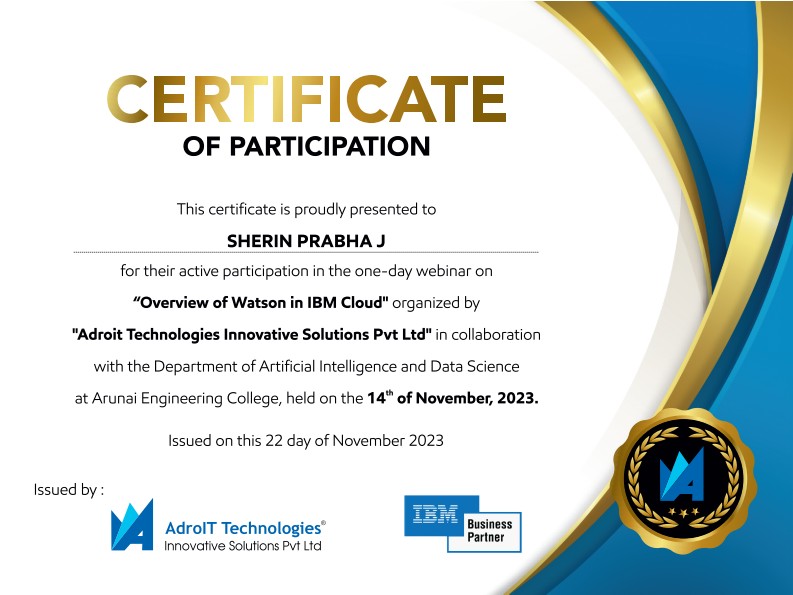 CERTIFICATE
OF PARTICIPATION
This certificate is proudly presented to
SHERIN PRABHA J
for their active participation in the one-day webinar on
“Overview of Watson in IBM Cloud" organized by
"Adroit Technologies Innovative Solutions Pvt Ltd" in collaboration
with the Department of Artificial Intelligence and Data Science
at Arunai Engineering College, held on the 14th of November, 2023.
Issued on this 22 day of November 2023
Issued by :
AdroIT Technologies®
Innovative Solutions Pvt Ltd
IBM
Business
Partner